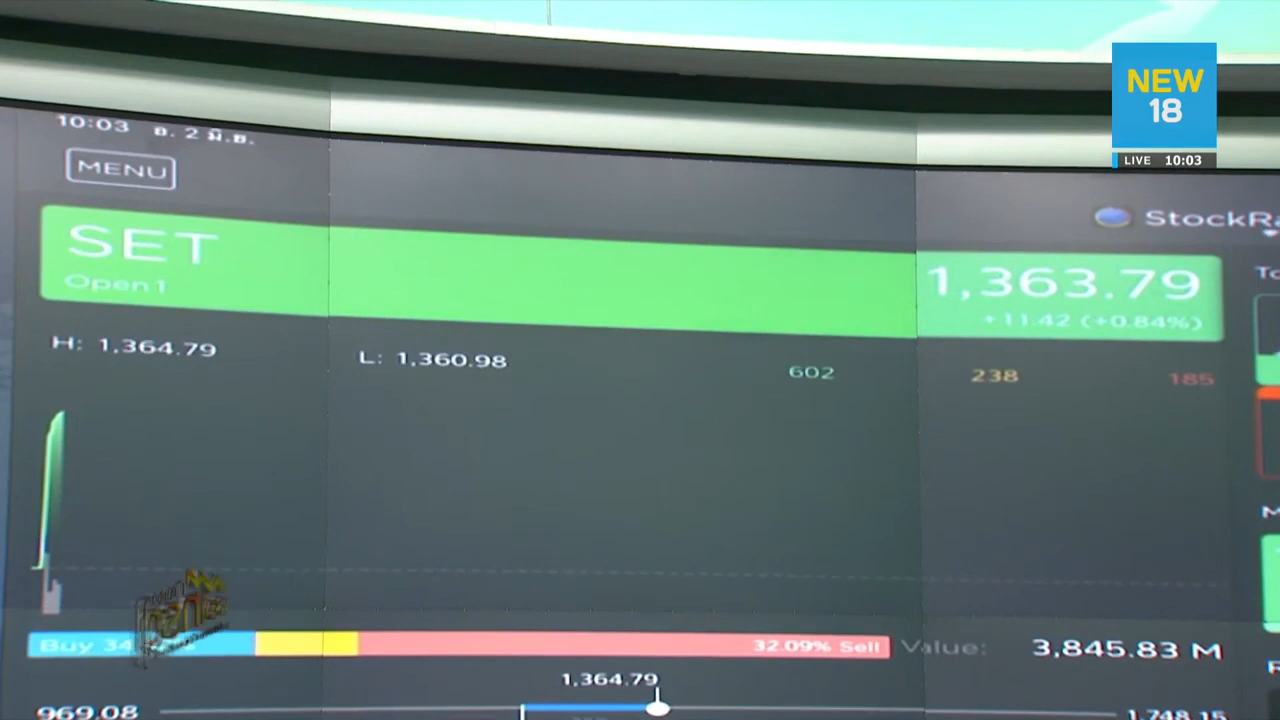 NEW
18
LIVE 10:03
10:03 อ. 2 มิ.ย.
MENU
StockRa
SET
Open1
1,363.79
+11.42 (+0.84%)
H: 1,364.79
L: 1,360.98
602
238
185
Buy 34
32.09% Sell
Value: 3,845.83 M
1,364.79
969.08
1,748.15